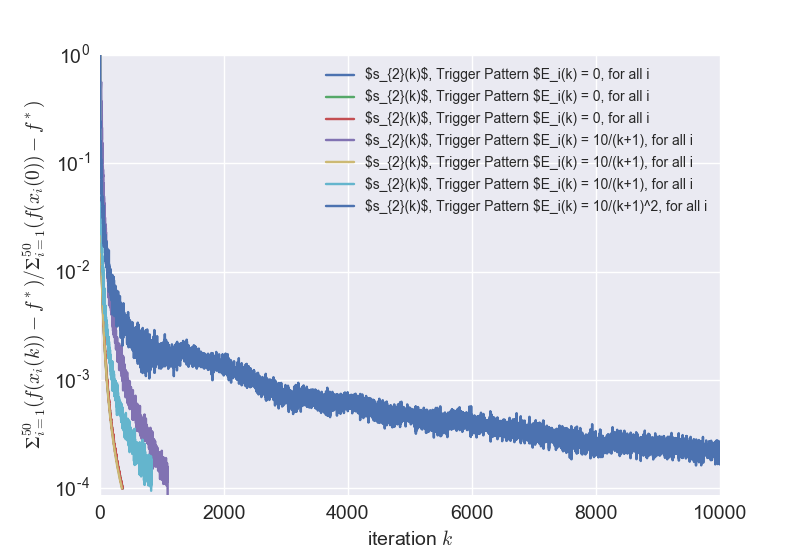 $s_{2}(k)$, Trigger Pattern $E_i(k) = 0, for all i
$s_{2}(k)$, Trigger Pattern $E_i(k) = 0, for all i
$s_{2}(k)$, Trigger Pattern $E_i(k) = 0, for all i
$s_{2}(k)$, Trigger Pattern $E_i(k) = 10/(k+1), for all i
$s_{2}(k)$, Trigger Pattern $E_i(k) = 10/(k+1), for all i
$s_{2}(k)$, Trigger Pattern $E_i(k) = 10/(k+1), for all i
$s_{2}(k)$, Trigger Pattern $E_i(k) = 10/(k+1)^2, for all i
10^0
10^-1
10^-2
10^-3
10^-4
Σ_{i=1}^{50}(f(x_i(k)) − f*)/Σ_{i=1}^{50}(f(x_i(0)) − f*)
0 2000 4000 6000 8000 10000
iteration k